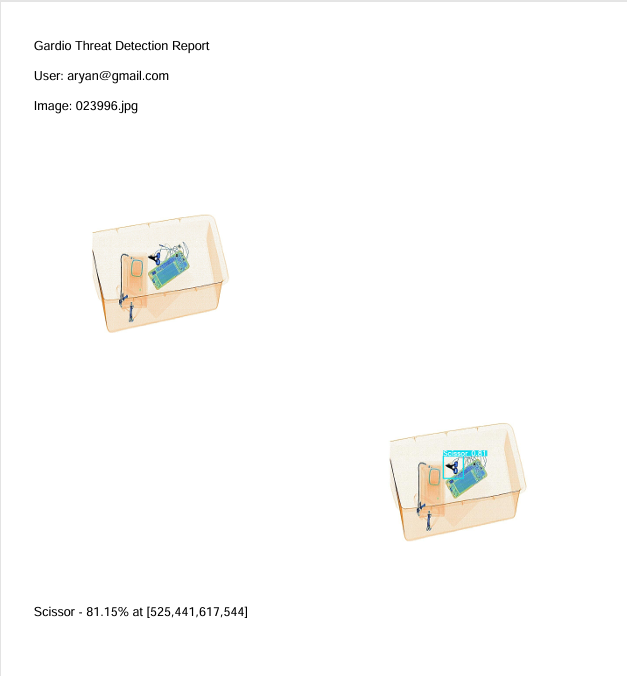 Gardio Threat Detection Report
User: aryan@gmail.com
Image: 023996.jpg
Scissor 0.81
Scissor - 81.15% at [525,441,617,544]